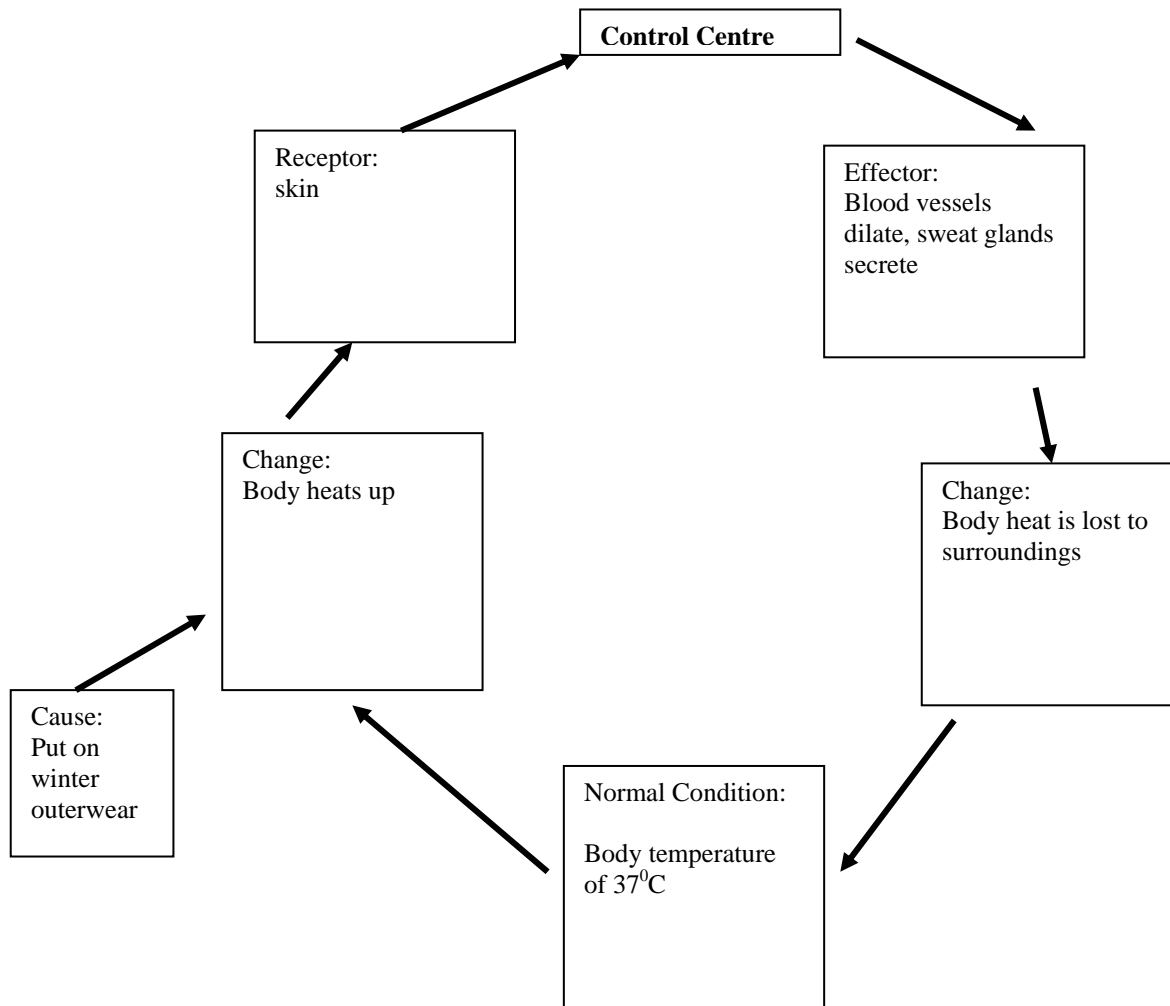 Control Centre
Receptor:
skin
Effector:
Blood vessels
dilate, sweat glands
secrete
Change:
Body heats up
Change:
Body heat is lost to
surroundings
Cause:
Put on
winter
outerwear
Normal Condition:
Body temperature
of 37⁰C